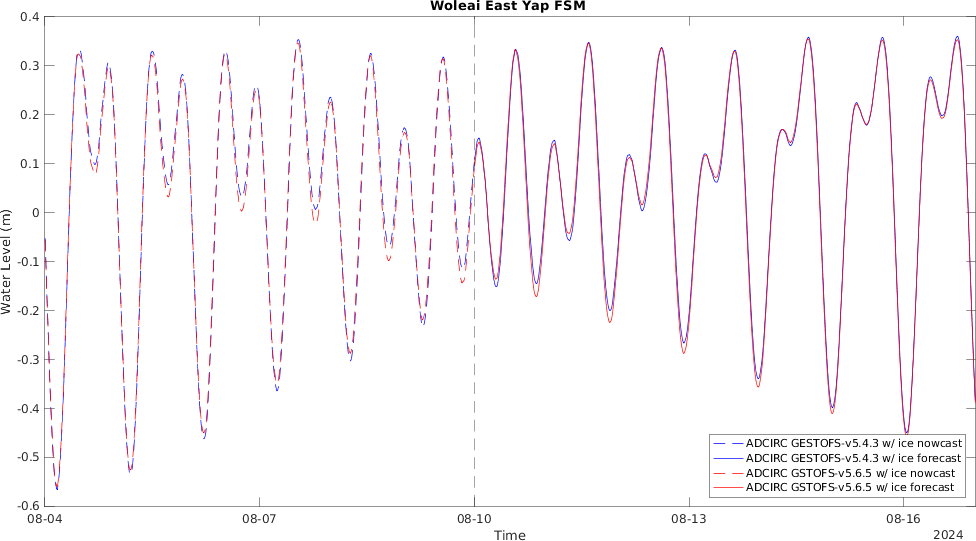 Woleai East Yap FSM
0.4
0.3
0.2
0.1
0
-0.1
-0.2
-0.3
-0.4
-0.5
-0.6
Water Level (m)
08-04
08-07
08-10
08-13
08-16
Time
2024
ADCIRC GESTOFS-v5.4.3 w/ ice nowcast
ADCIRC GESTOFS-v5.4.3 w/ ice forecast
ADCIRC GSTOFS-v5.6.5 w/ ice nowcast
ADCIRC GSTOFS-v5.6.5 w/ ice forecast